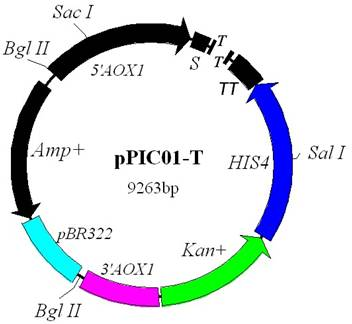 Sac I
Bgl II
5'AOX1
S
T
T
TT
Amp+
pPIC01-T
9263bp
HIS4
Sal I
pBR322
Kan+
3'AOX1
Bgl II